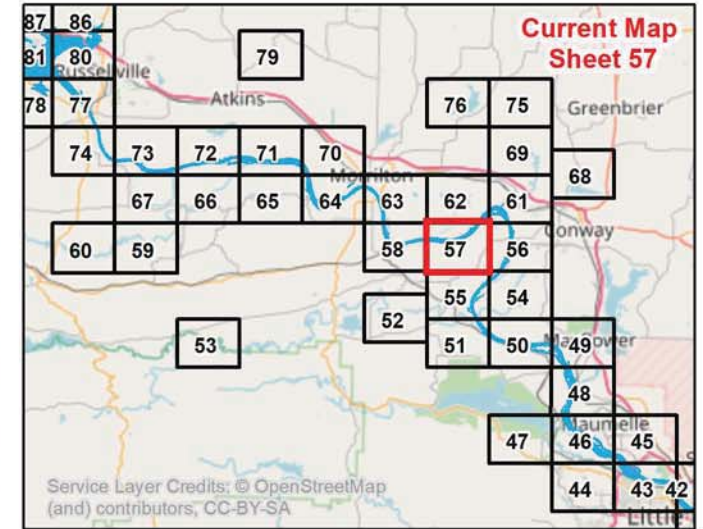 87 86
Current Map
Sheet 57
81 80
79
Russellville
78 77
Atkins
76 75
Greenbrier
74 73 72 71 70
69
68
Morrilton
67 66 65 64 63 62 61
Conway
60 59
58 57 56
55 54
52
53
51 50 49
48
Maumelle
47 46 45
Service Layer Credits: © OpenStreetMap
(and) contributors, CC-BY-SA
44 43 42
Little